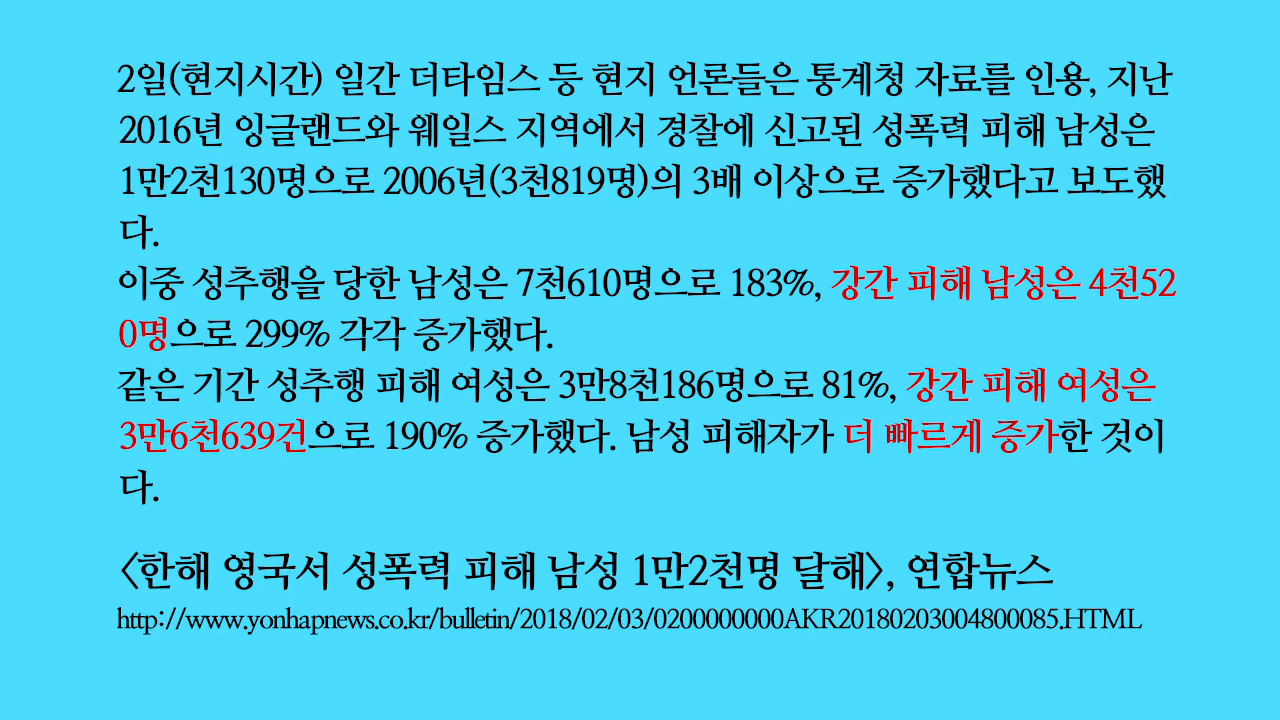 2일(현지시간) 일간 더타임스 등 현지 언론들은 통계청 자료를 인용, 지난
2016년 잉글랜드와 웨일스 지역에서 경찰에 신고된 성폭력 피해 남성은
1만2천130명으로 2006년(3천819명)의 3배 이상으로 증가했다고 보도했
다.
이중 성추행을 당한 남성은 7천610명으로 183%, 강간 피해 남성은 4천52
0명으로 299% 각각 증가했다.
같은 기간 성추행 피해 여성은 3만8천186명으로 81%, 강간 피해 여성은
3만6천639건으로 190% 증가했다. 남성 피해자가 더 빠르게 증가한 것이
다.
<한해 영국서 성폭력 피해 남성 1만2천명 달해>, 연합뉴스
http://www.yonhapnews.co.kr/bulletin/2018/02/03/0200000000AKR20180203004800085.HTML